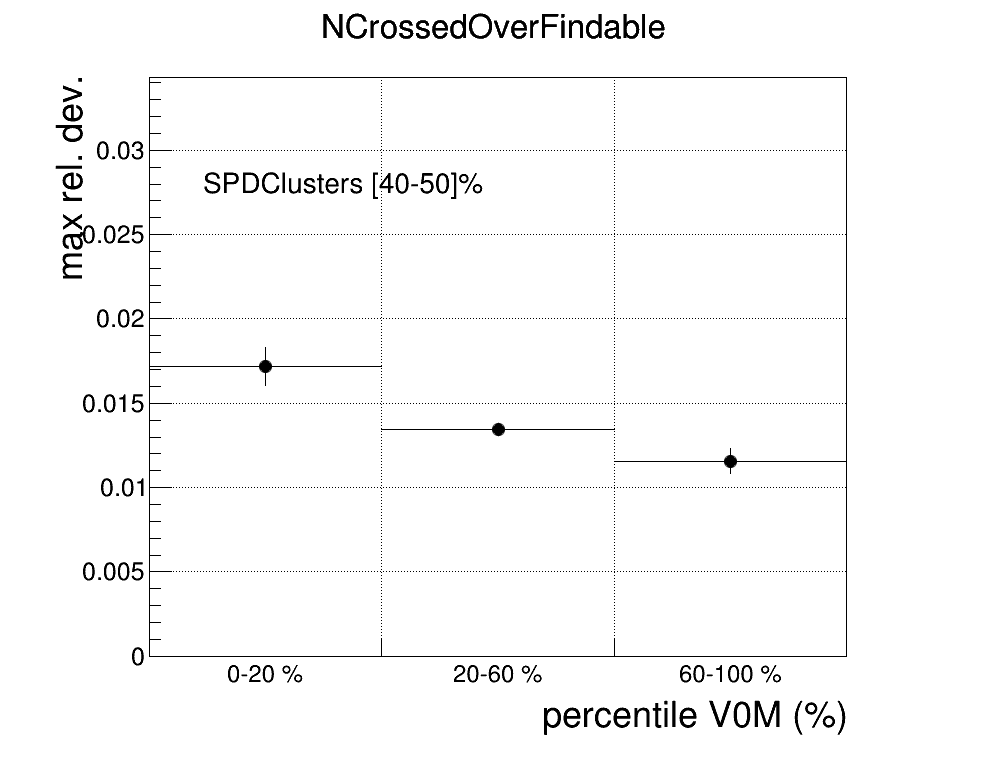 NCrossedOverFindable
max rel. dev.
0.03
SPDClusters [40-50]%
0.025
0.02
0.015
0.01
0.005
0
0-20 %
20-60 %
60-100 %
percentile V0M (%)